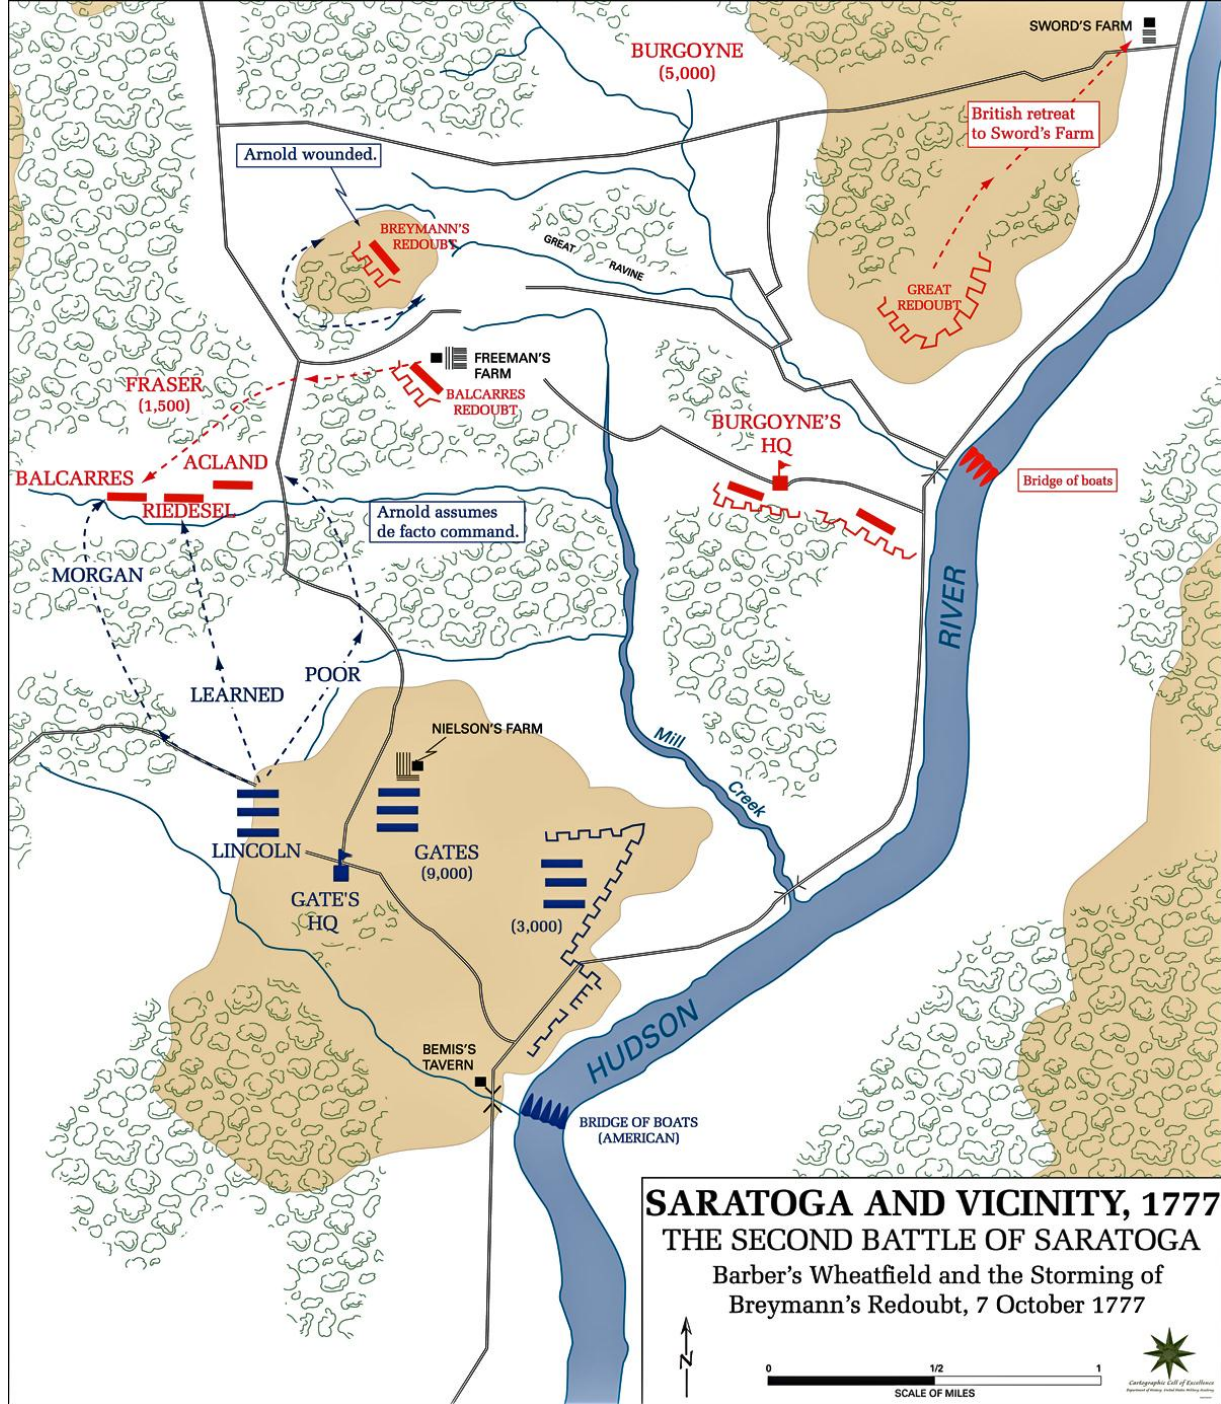 SWORD'S FARM
BURGOYNE
(5,000)
British retreat
to Sword's Farm
Arnold wounded.
BREYMANN'S
REDOUBT
GREAT RAVINE
GREAT
REDOUBT
FREEMAN'S
FARM
FRASER
(1,500)
BALCARRES
REDOUBT
BURGOYNE'S
HQ
ACLAND
BALCARRES
RIEDESEL
Bridge of boats
Arnold assumes
de facto command.
MORGAN
RIVER
POOR
LEARNED
NIELSON'S FARM
Mill
Creek
LINCOLN
GATES
(9,000)
GATE'S
HQ
(3,000)
HUDSON
BEMIS'S
TAVERN
BRIDGE OF BOATS
(AMERICAN)
SARATOGA AND VICINITY, 1777
THE SECOND BATTLE OF SARATOGA
Barber's Wheatfield and the Storming of
Breymann's Redoubt, 7 October 1777
N
0 1/2 1
SCALE OF MILES
Cartographic Cell of Excellence